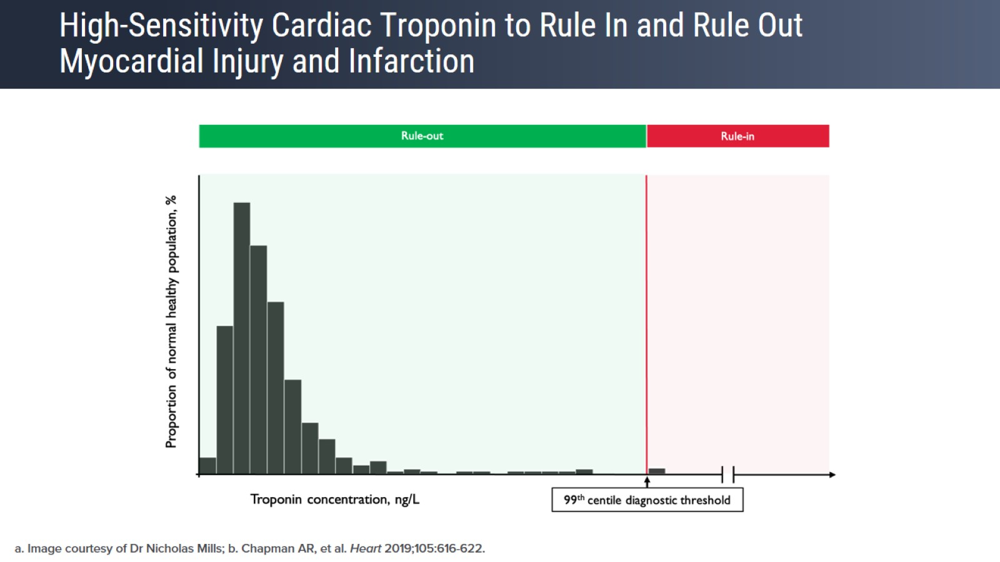 High-Sensitivity Cardiac Troponin to Rule In and Rule Out
Myocardial Injury and Infarction
Rule-out
Rule-in
Proportion of normal healthy population, %
Troponin concentration, ng/L
99th centile diagnostic threshold
a. Image courtesy of Dr Nicholas Mills; b. Chapman AR, et al. Heart 2019;105:616-622.